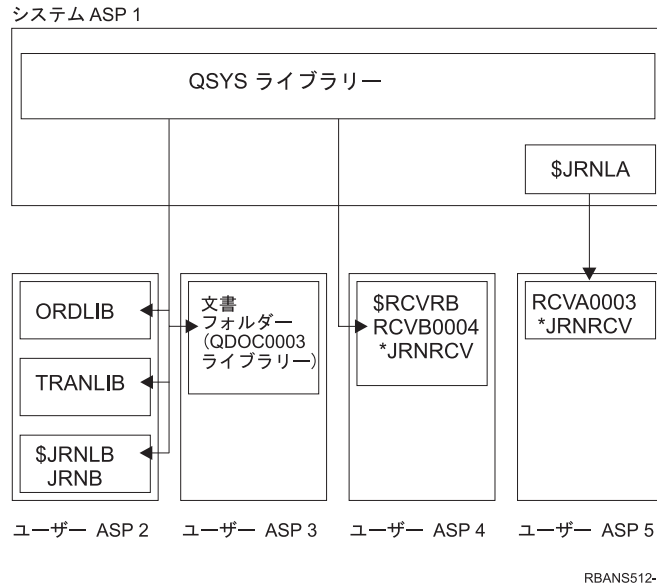 システム ASP 1
QSYS ライブラリー
$JRNLA
ORDLIB
TRANLIB
$JRNLB
JRNB
文書
フォルダー
(QDOC0003
ライブラリー)
$RCVRB
RCVB0004
*JRNRCV
RCVA0003
*JRNRCV
ユーザー ASP 2
ユーザー ASP 3
ユーザー ASP 4
ユーザー ASP 5
RBANS512-